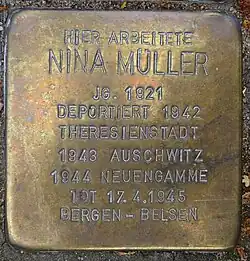 HIER ARBEITETE
NINA MÜLLER
JG. 1921
DEPORTIERT 1942
THERESIENSTADT
1943 AUSCHWITZ
1944 NEUENGAMME
TOT 17.4.1945
BERGEN-BELSEN